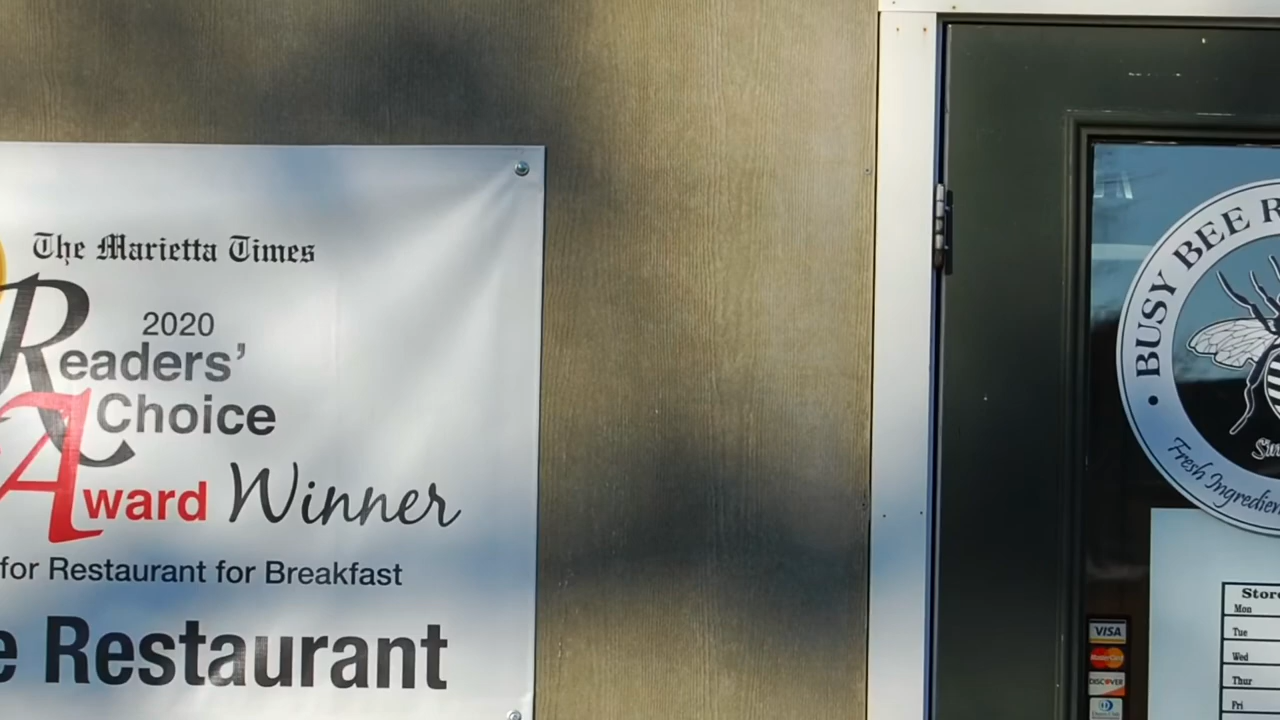 The Marietta Times
2020
Readers'
Choice
Award Winner
for Restaurant for Breakfast
e Restaurant
• BUSY BEE R
Fresh Ingredien
Store
Mon
Tue
Wed
Thur
Fri
VISA
MasterCard
DISCOVER